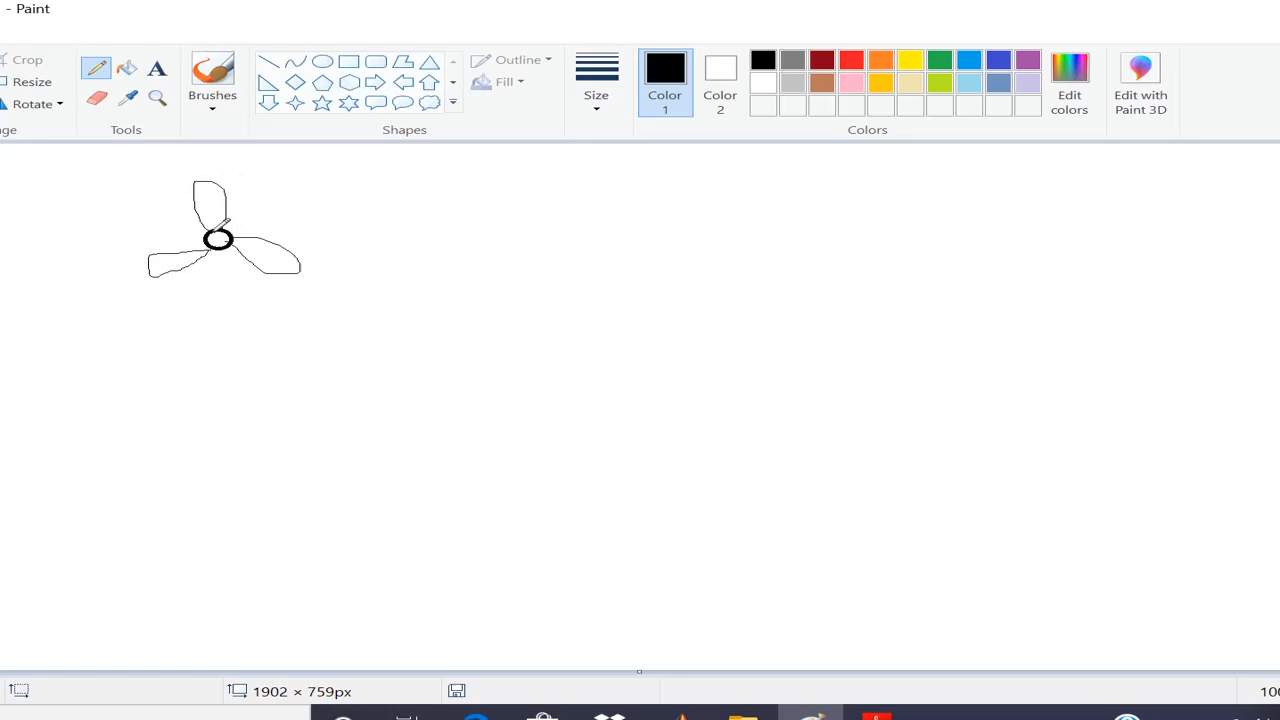 - Paint
Crop
Resize
Rotate
A
Brushes
Outline
Fill
Size
Color 1
Color 2
Edit colors
Edit with Paint 3D
Tools
Shapes
Colors
1902 × 759px